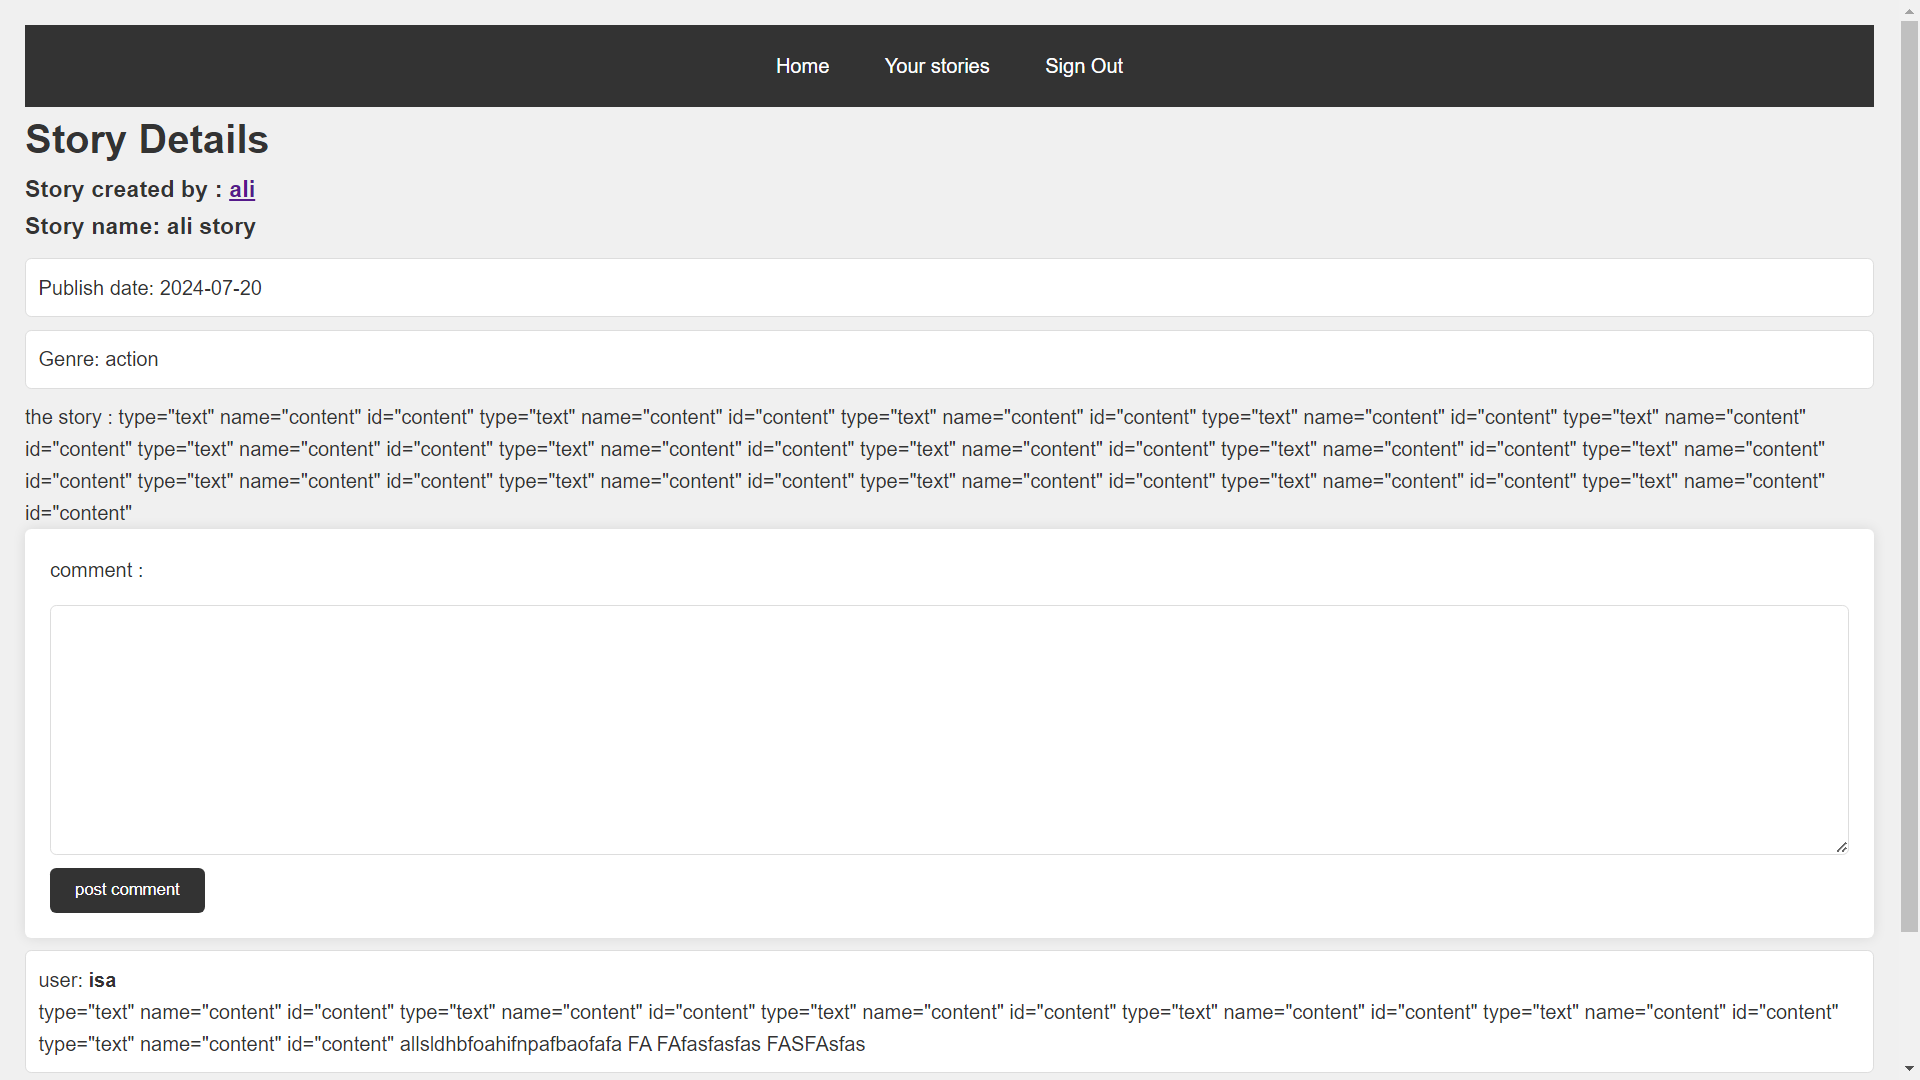 Home Your stories Sign Out
Story Details
Story created by : ali
Story name: ali story
Publish date: 2024-07-20
Genre: action
the story : type="text" name="content" id="content" type="text" name="content" id="content" type="text" name="content" id="content" type="text" name="content" id="content" type="text" name="content"
id="content" type="text" name="content" id="content" type="text" name="content" id="content" type="text" name="content" id="content" type="text" name="content" id="content" type="text" name="content"
id="content" type="text" name="content" id="content" type="text" name="content" id="content" type="text" name="content" id="content" type="text" name="content" id="content" type="text" name="content"
id="content"
comment :
post comment
user: isa
type="text" name="content" id="content" type="text" name="content" id="content" type="text" name="content" id="content" type="text" name="content" id="content" type="text" name="content" id="content"
type="text" name="content" id="content" allsldhbfoahifnpafbaofafa FA FAfasfasfas FASFAsfas